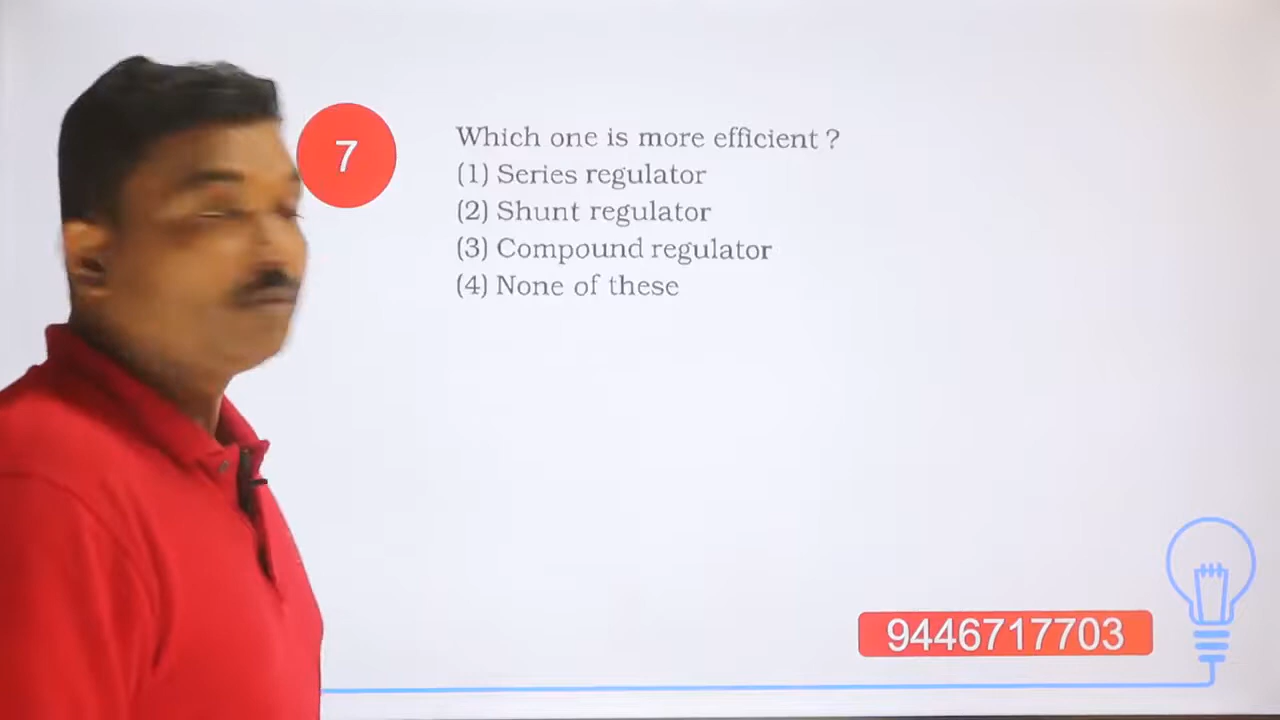 7
Which one is more efficient ?
(1) Series regulator
(2) Shunt regulator
(3) Compound regulator
(4) None of these
9446717703